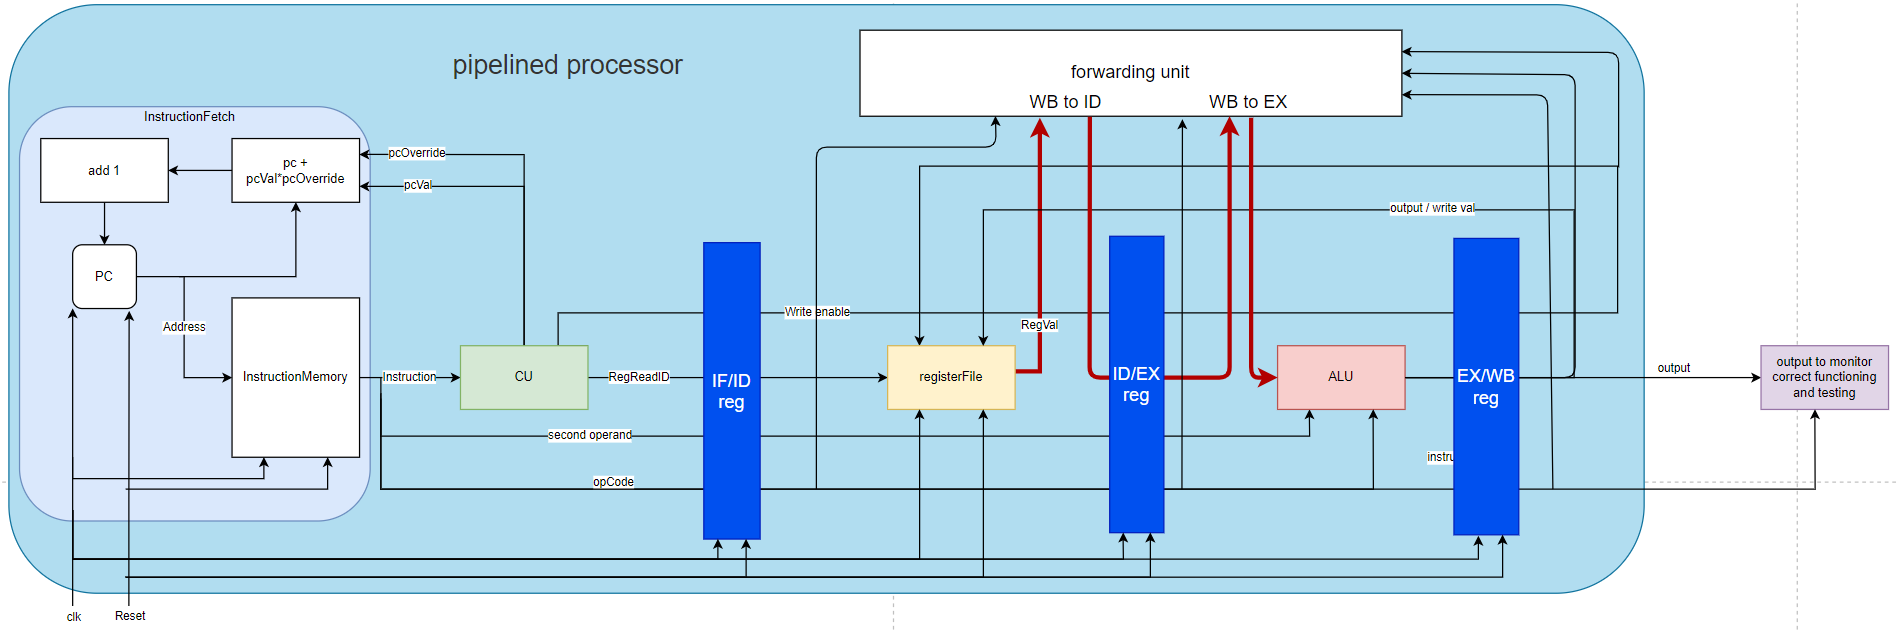 pipelined processor
forwarding unit
WB to ID
WB to EX
InstructionFetch
add 1
pc +
pcVal*pcOverride
pcOverride
pcVal
output / write val
PC
Address
Write enable
RegVal
InstructionMemory
Instruction
CU
RegReadID
IF/ID
reg
registerFile
ID/EX
reg
ALU
EX/WB
reg
output
output to monitor
correct functioning
and testing
second operand
instru
opCode
clk
Reset